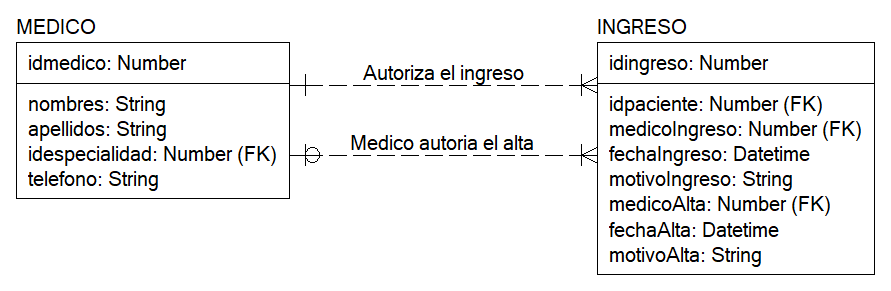 MEDICO
idmedico: Number
nombres: String
apellidos: String
idespecialidad: Number (FK)
telefono: String
Autoriza el ingreso
Medico autoria el alta
INGRESO
idingreso: Number
idpaciente: Number (FK)
medicoIngreso: Number (FK)
fechaIngreso: Datetime
motivoIngreso: String
medicoAlta: Number (FK)
fechaAlta: Datetime
motivoAlta: String